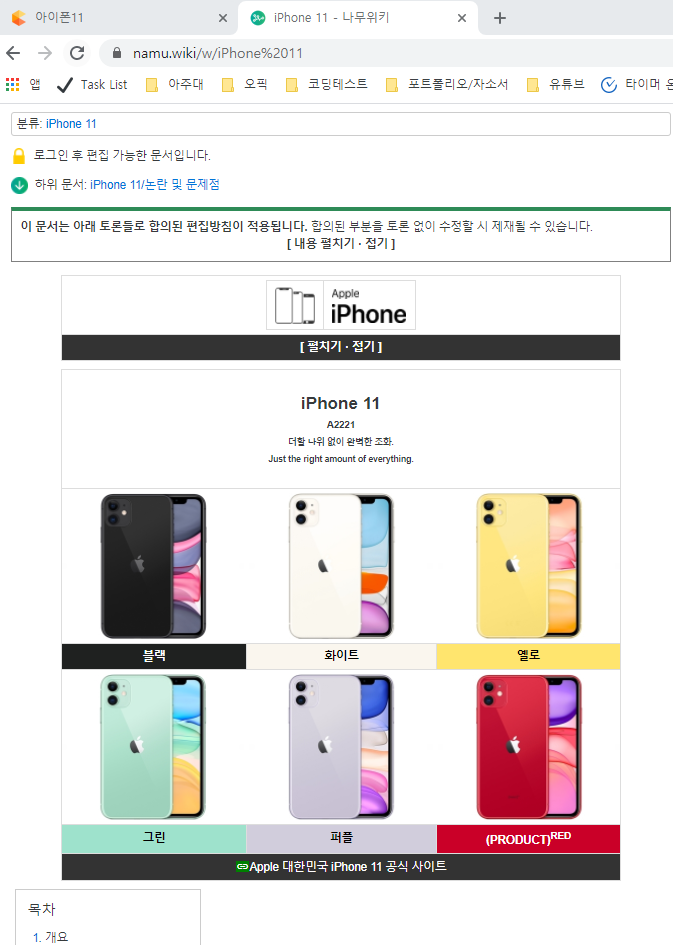 아이폰11
iPhone 11 - 나무위키
namu.wiki/w/iPhone%2011
앱 Task List 아주대 오픽 코딩테스트 포트폴리오/자소서 유튜브 타이머 온
분류: iPhone 11
로그인 후 편집 가능한 문서입니다.
하위 문서: iPhone 11/논란 및 문제점
이 문서는 아래 토론들로 합의된 편집방침이 적용됩니다. 합의된 부분을 토론 없이 수정할 시 제재될 수 있습니다.
[ 내용 펼치기 · 접기 ]
Apple
iPhone
[ 펼치기 · 접기 ]
iPhone 11
A2221
더할 나위 없이 완벽한 조화.
Just the right amount of everything.
블랙 화이트 옐로
그린 퍼플 (PRODUCT)RED
Apple 대한민국 iPhone 11 공식 사이트
목차
1. 개요